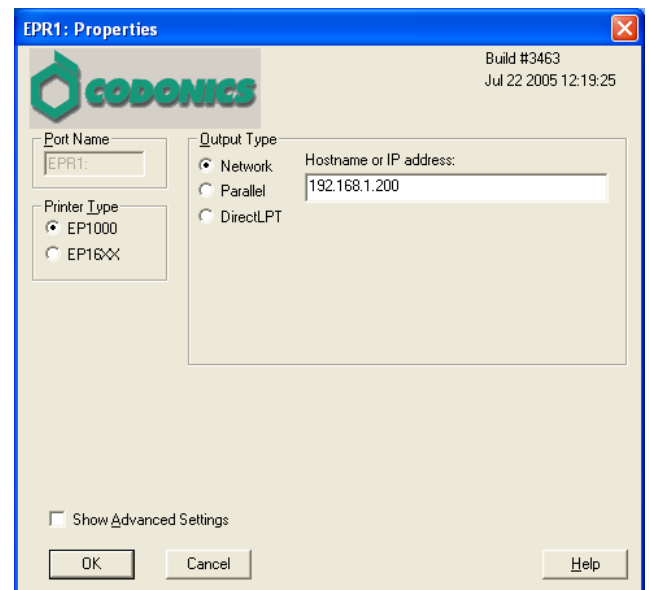 EPR1: Properties
CODONICS
Build #3463
Jul 22 2005 12:19:25
Port Name
EPR1:
Printer Type
EP1000
EP16XX
Output Type
Network
Parallel
DirectLPT
Hostname or IP address:
192.168.1.200
Show Advanced Settings
OK
Cancel
Help